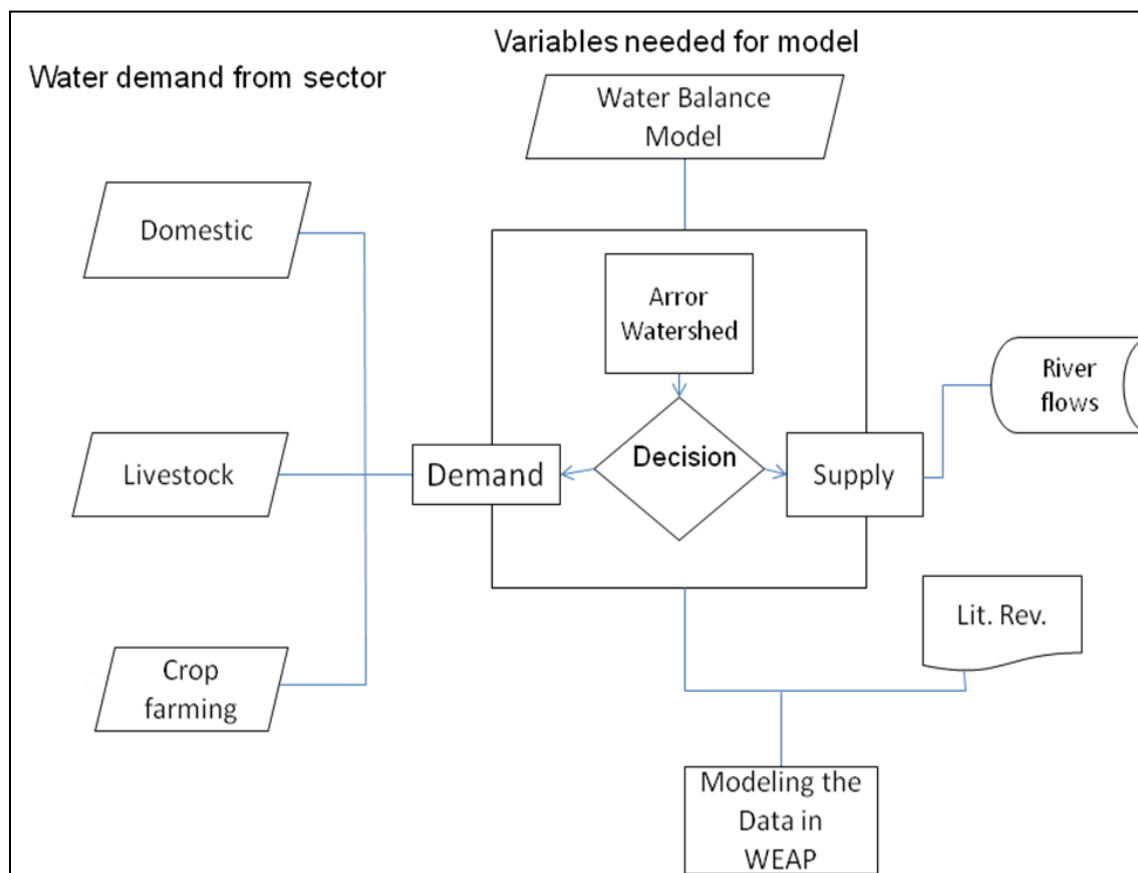 Variables needed for model
Water demand from sector
Water Balance
Model
Domestic
Arror
Watershed
River
flows
Livestock
Demand
Decision
Supply
Lit. Rev.
Crop
farming
Modeling the
Data in
WEAP